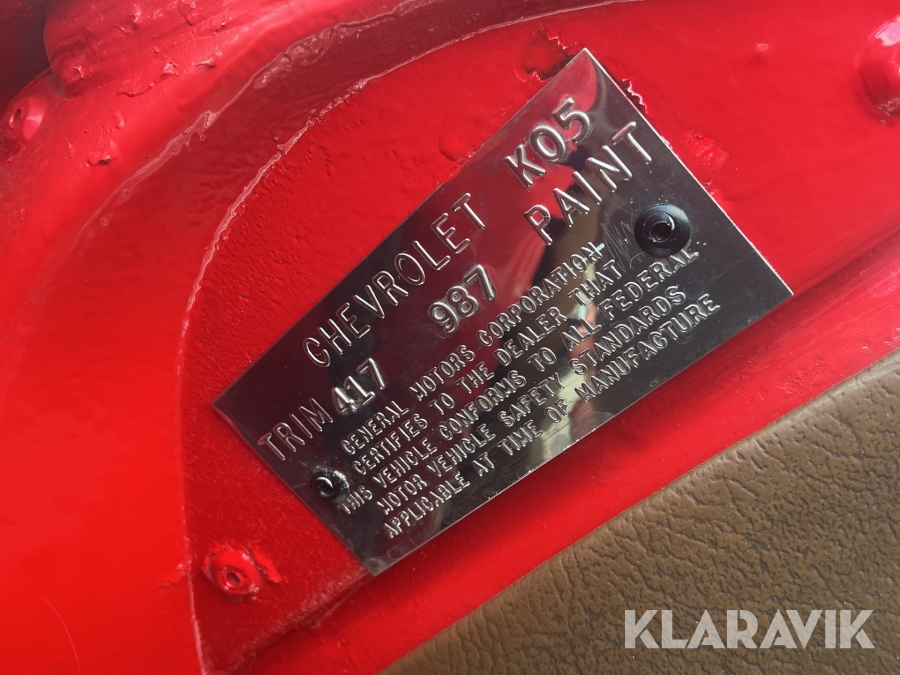 CHEVROLET KO5
TRIM 417 987 PAINT
GENERAL MOTORS CORPORATION
CERTIFIES TO THE DEALER THAT
THIS VEHICLE CONFORMS TO ALL FEDERAL
MOTOR VEHICLE SAFETY STANDARDS
APPLICABLE AT TIME OF MANUFACTURE
KLARAVIK